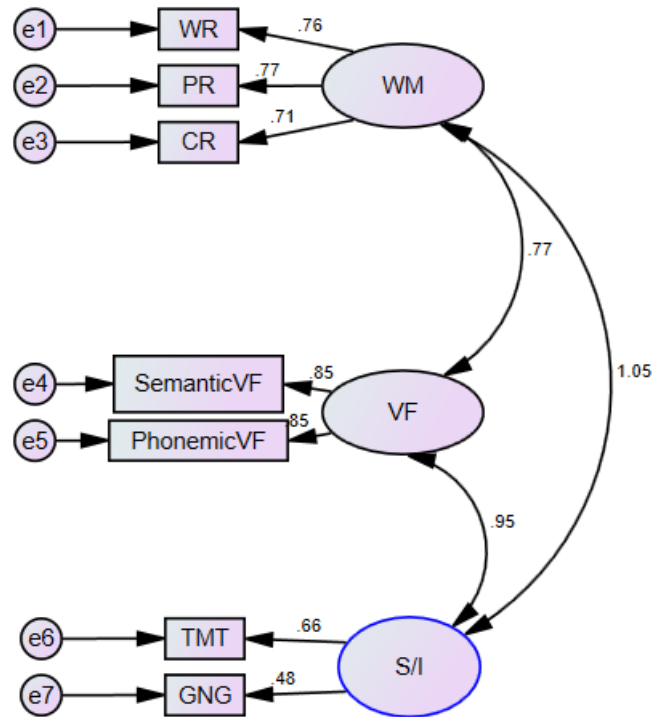 e1
WR
.76
e2
PR
.77
WM
e3
CR
.71
.77
1.05
e4
SemanticVF
.85
VF
e5
PhonemicVF
.85
.95
e6
TMT
.66
S/I
e7
GNG
.48